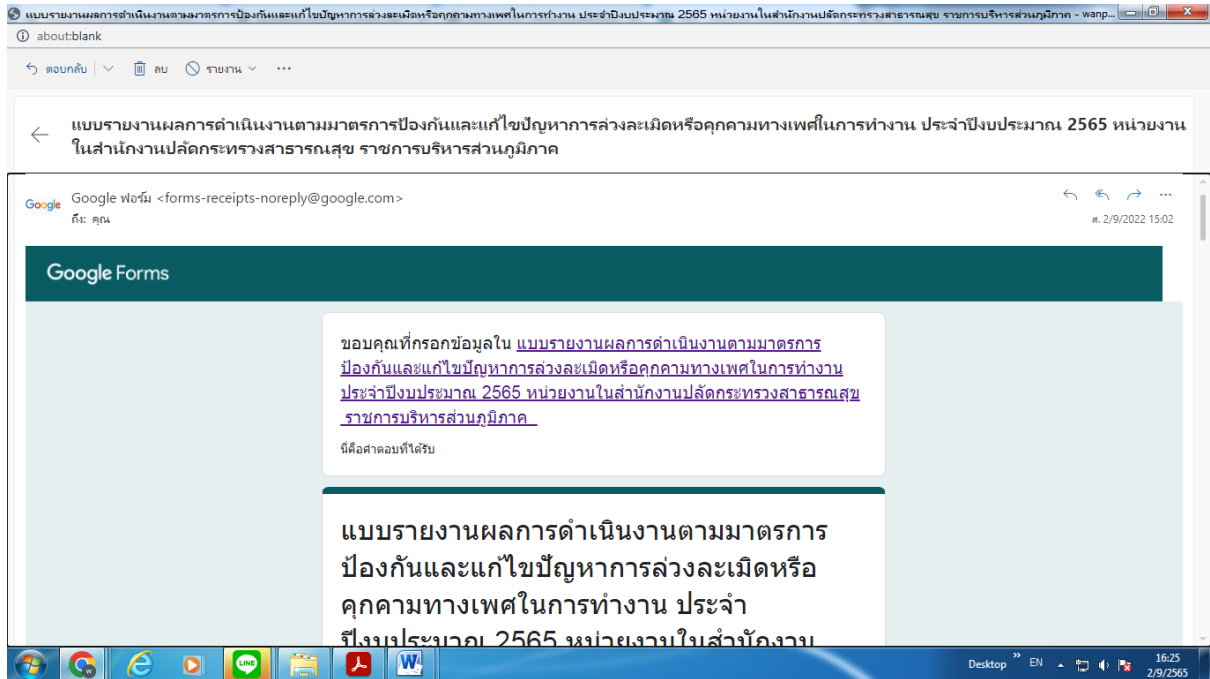 แบบรายงานผลการดำเนินงานตามมาตรการป้องกันและแก้ไขปัญหาการล่วงละเมิดหรือคุกคามทางเพศในการทำงาน ประจำปีงบประมาณ 2565 หน่วยงานในสำนักงานปลัดกระทรวงสาธารณสุข ราชการบริหารส่วนภูมิภาค - wanp...
about:blank
ตอบกลับ ลบ รายงาน ...
แบบรายงานผลการดำเนินงานตามมาตรการป้องกันและแก้ไขปัญหาการล่วงละเมิดหรือคุกคามทางเพศในการทำงาน ประจำปีงบประมาณ 2565 หน่วยงาน
ในสำนักงานปลัดกระทรวงสาธารณสุข ราชการบริหารส่วนภูมิภาค
Google
Google ฟอร์ม <forms-receipts-noreply@google.com>
ถึง: คุณ
ศ. 2/9/2022 15:02
Google Forms
ขอบคุณที่กรอกข้อมูลใน แบบรายงานผลการดำเนินงานตามมาตรการ
ป้องกันและแก้ไขปัญหาการล่วงละเมิดหรือคุกคามทางเพศในการทำงาน
ประจำปีงบประมาณ 2565 หน่วยงานในสำนักงานปลัดกระทรวงสาธารณสุข
ราชการบริหารส่วนภูมิภาค
นี่คือคำตอบที่ได้รับ
แบบรายงานผลการดำเนินงานตามมาตรการ
ป้องกันและแก้ไขปัญหาการล่วงละเมิดหรือ
คุกคามทางเพศในการทำงาน ประจำ
ปีงบประมาณ 2565 หน่วยงานในสำนักงาน
LINE
Desktop
EN
16:25
2/9/2565